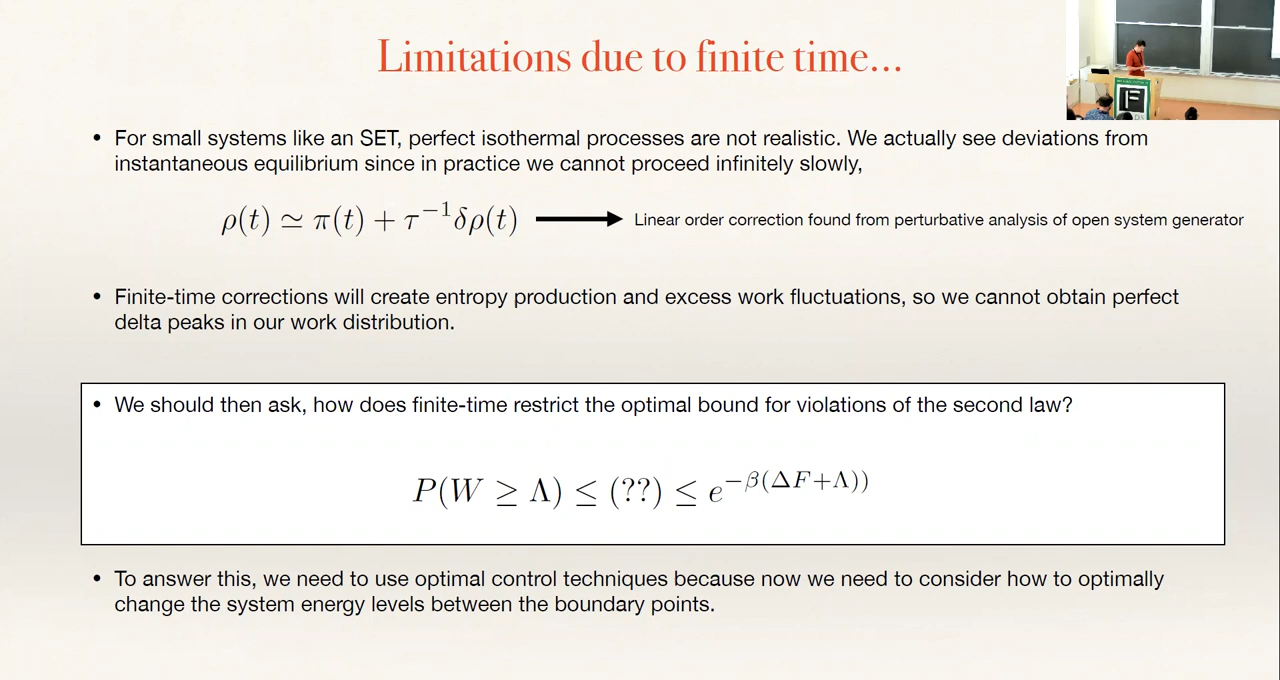 Limitations due to finite time...
• For small systems like an SET, perfect isothermal processes are not realistic. We actually see deviations from
instantaneous equilibrium since in practice we cannot proceed infinitely slowly,
ρ(t) ≃ π(t) + τ⁻¹δρ(t)
Linear order correction found from perturbative analysis of open system generator
• Finite-time corrections will create entropy production and excess work fluctuations, so we cannot obtain perfect
delta peaks in our work distribution.
• We should then ask, how does finite-time restrict the optimal bound for violations of the second law?
P(W ≥ Λ) ≤ (??) ≤ e^{−β(ΔF+Λ))}
• To answer this, we need to use optimal control techniques because now we need to consider how to optimally
change the system energy levels between the boundary points.